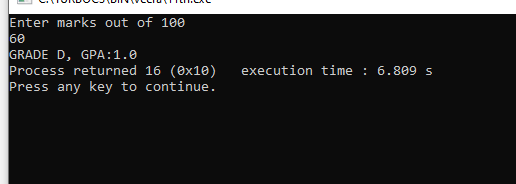 Enter marks out of 100
60
GRADE D, GPA:1.0
Process returned 16 (0x10)   execution time : 6.809 s
Press any key to continue.